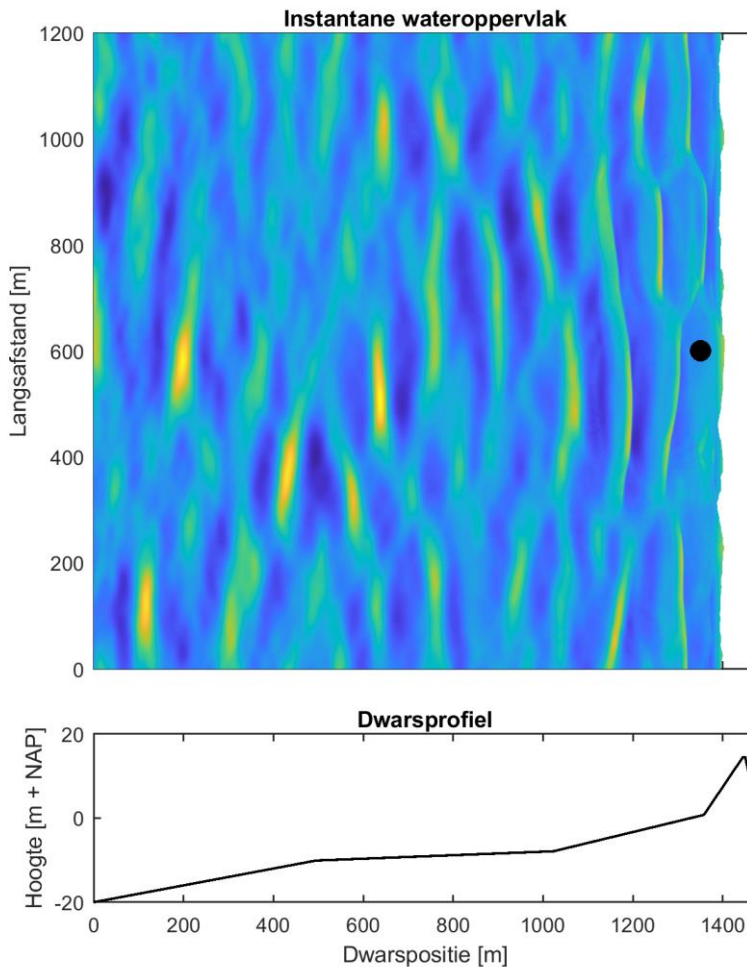 Instantane wateroppervlak
1200
1000
800
600
400
200
0
Langsafstand [m]
Dwarsprofiel
20
0
-20
Hoogte [m + NAP]
0 200 400 600 800 1000 1200 1400
Dwarspositie [m]